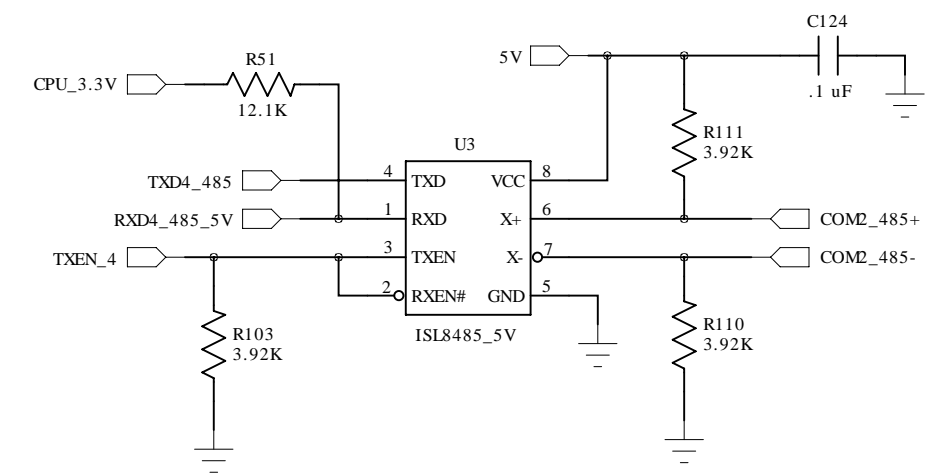 C124
5V
.1 uF
R51
CPU_3.3V
12.1K
R111
3.92K
U3
TXD4_485 4 TXD VCC 8
RXD4_485_5V 1 RXD X+ 6 COM2_485+
TXEN_4 3 TXEN X- 7 COM2_485-
2 RXEN# GND 5
ISL8485_5V
R103
3.92K
R110
3.92K